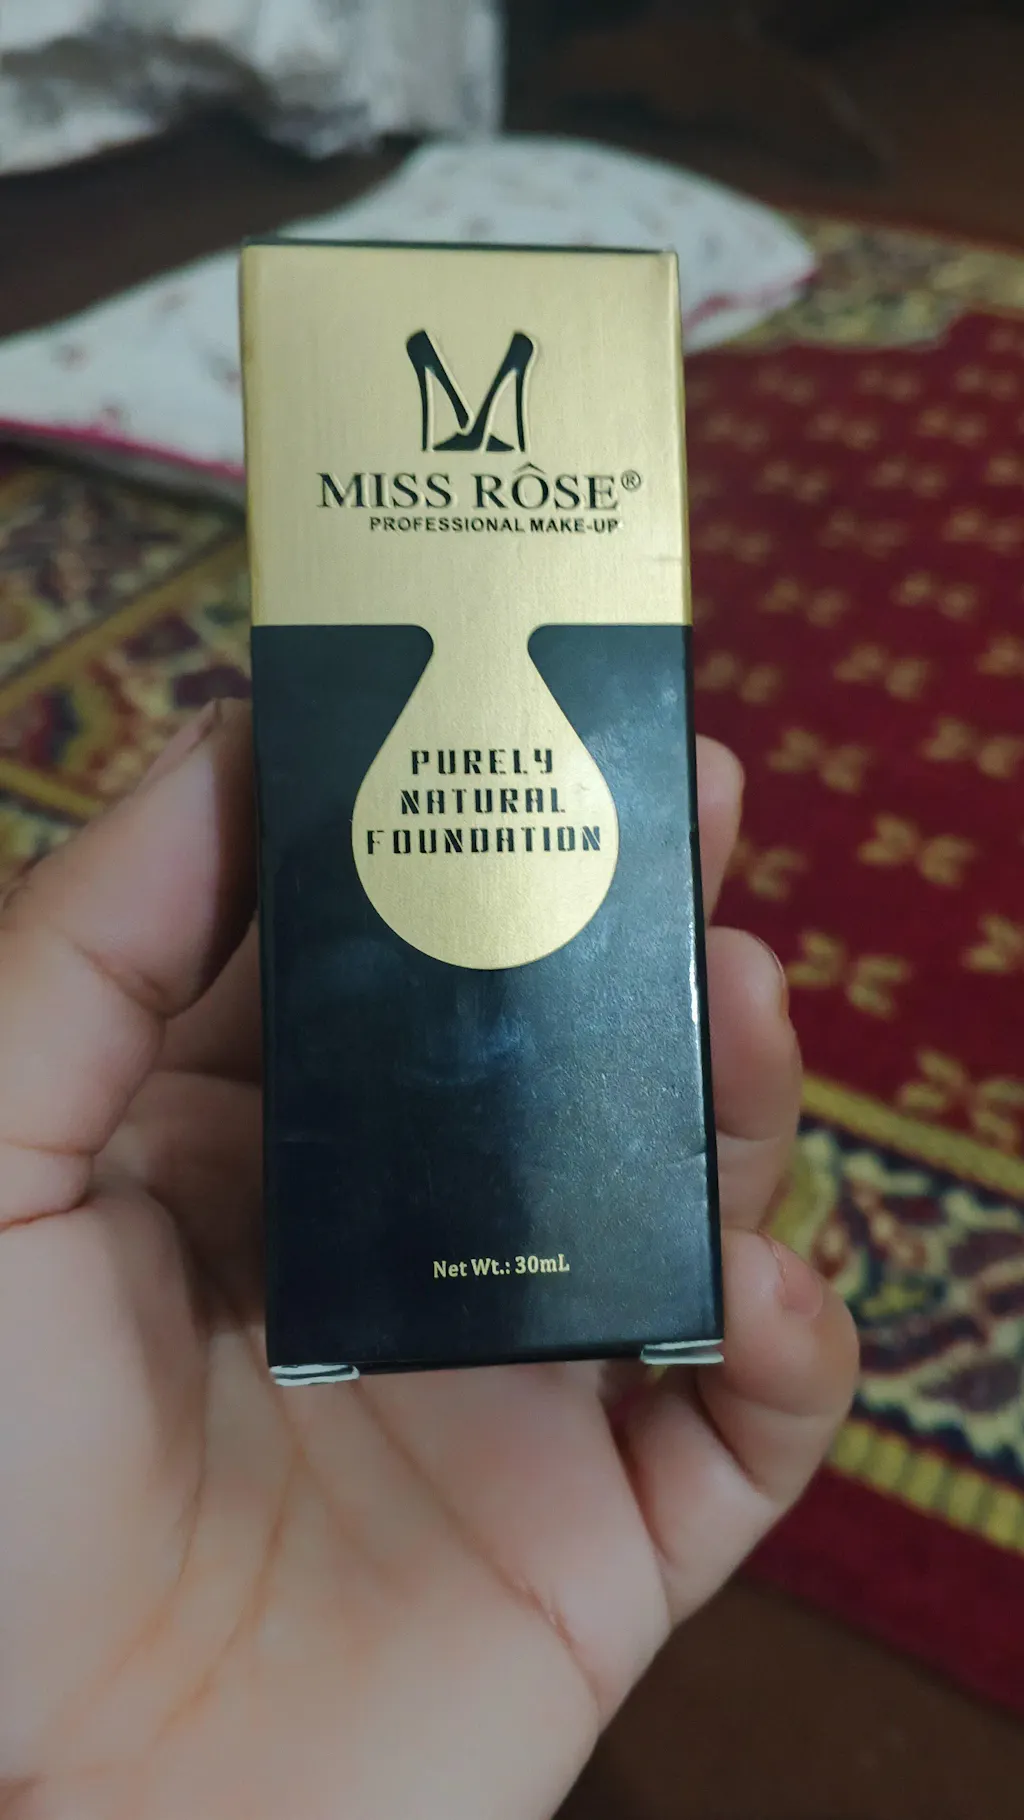 MISS RÔSE®
PROFESSIONAL MAKE-UP
PURELY
NATURAL
FOUNDATION
Net Wt.: 30mL